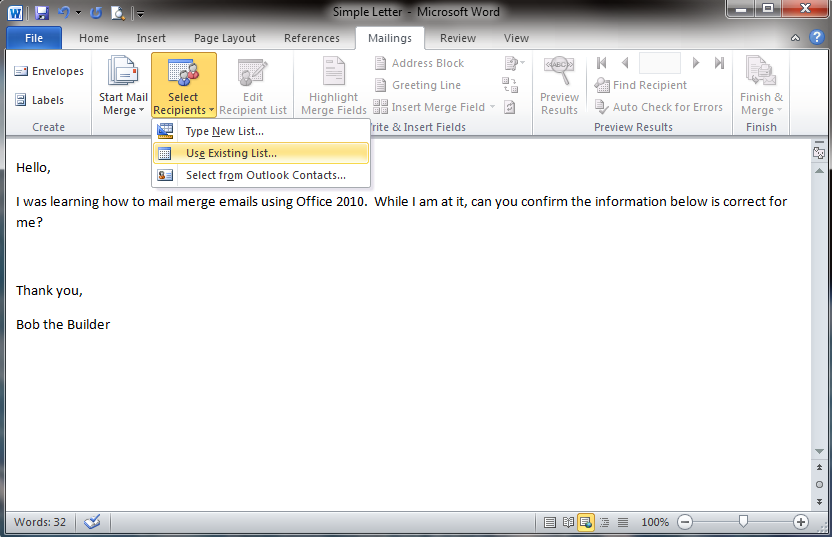 Simple Letter - Microsoft Word
File Home Insert Page Layout References Mailings Review View
Envelopes
Labels
Create
Start Mail
Merge
Select
Recipients
Edit
Recipient List
Highlight
Merge Fields
Address Block
Greeting Line
Insert Merge Field
Write & Insert Fields
«ABC»
Preview
Results
Find Recipient
Auto Check for Errors
Preview Results
Finish &
Merge
Finish
Type New List...
Use Existing List...
Select from Outlook Contacts...
Hello,
I was learning how to mail merge emails using Office 2010.  While I am at it, can you confirm the information below is correct for
me?
Thank you,
Bob the Builder
Words: 32
100%